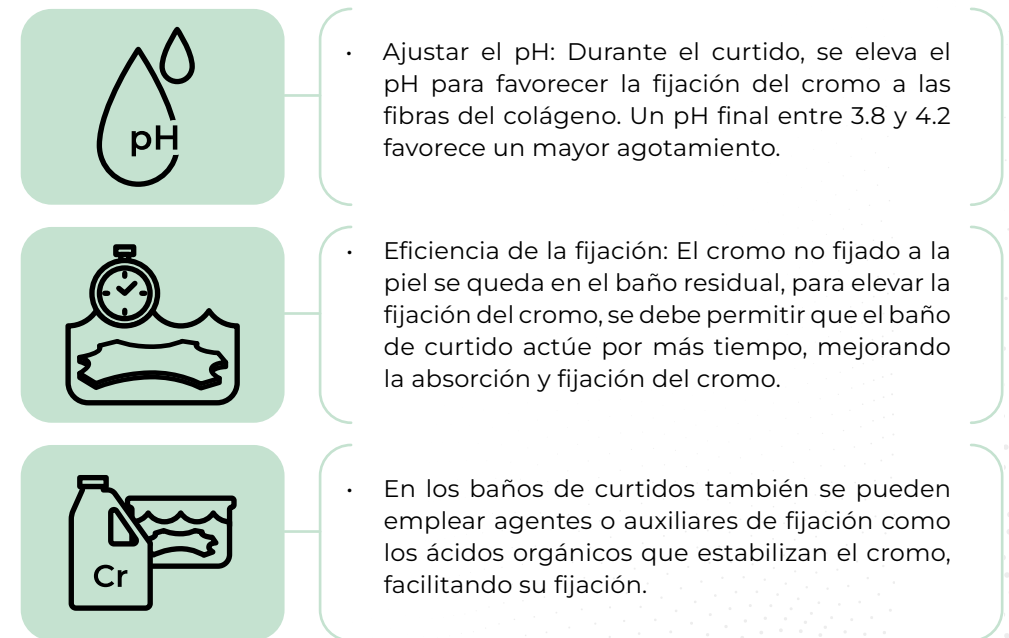 pH
· Ajustar el pH: Durante el curtido, se eleva el
pH para favorecer la fijación del cromo a las
fibras del colágeno. Un pH final entre 3.8 y 4.2
favorece un mayor agotamiento.
· Eficiencia de la fijación: El cromo no fijado a la
piel se queda en el baño residual, para elevar la
fijación del cromo, se debe permitir que el baño
de curtido actúe por más tiempo, mejorando
la absorción y fijación del cromo.
Cr
· En los baños de curtidos también se pueden
emplear agentes o auxiliares de fijación como
los ácidos orgánicos que estabilizan el cromo,
facilitando su fijación.